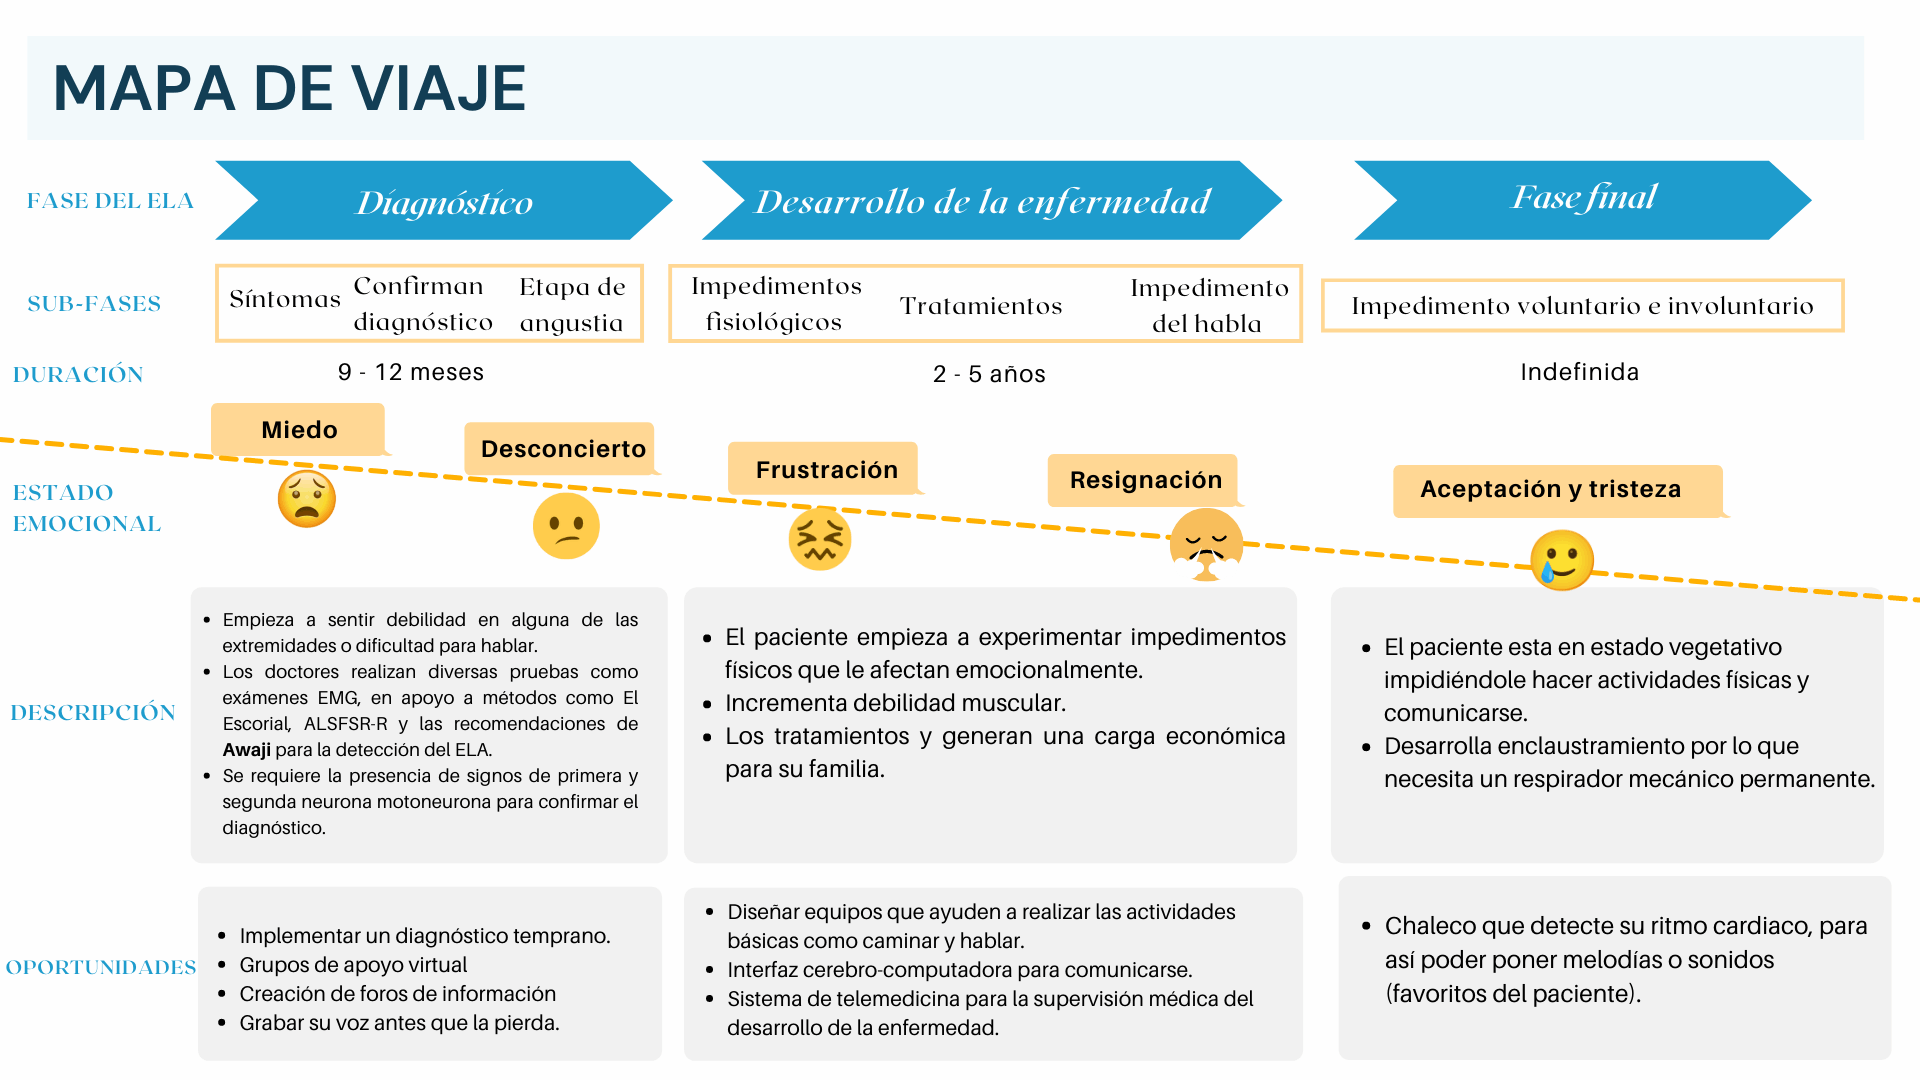 MAPA DE VIAJE
FASE DEL ELA
Diagnóstico
Desarrollo de la enfermedad
Fase final
SUB-FASES
Síntomas
Confirman
diagnóstico
Etapa de
angustia
Impedimentos
fisiológicos
Tratamientos
Impedimento
del habla
Impedimento voluntario e involuntario
DURACIÓN
9 - 12 meses
2 - 5 años
Indefinida
ESTADO
EMOCIONAL
Miedo
Desconcierto
Frustración
Resignación
Aceptación y tristeza
DESCRIPCIÓN
• Empieza a sentir debilidad en alguna de las
extremidades o dificultad para hablar.
• Los doctores realizan diversas pruebas como
exámenes EMG, en apoyo a métodos como El
Escorial, ALSFSR-R y las recomendaciones de
Awaji para la detección del ELA.
• Se requiere la presencia de signos de primera y
segunda neurona motoneurona para confirmar el
diagnóstico.
• El paciente empieza a experimentar impedimentos
físicos que le afectan emocionalmente.
• Incrementa debilidad muscular.
• Los tratamientos y generan una carga económica
para su familia.
• El paciente esta en estado vegetativo
impidiéndole hacer actividades físicas y
comunicarse.
• Desarrolla enclaustramiento por lo que
necesita un respirador mecánico permanente.
OPORTUNIDADES
• Implementar un diagnóstico temprano.
• Grupos de apoyo virtual
• Creación de foros de información
• Grabar su voz antes que la pierda.
• Diseñar equipos que ayuden a realizar las actividades
básicas como caminar y hablar.
• Interfaz cerebro-computadora para comunicarse.
• Sistema de telemedicina para la supervisión médica del
desarrollo de la enfermedad.
• Chaleco que detecte su ritmo cardiaco, para
así poder poner melodías o sonidos
(favoritos del paciente).